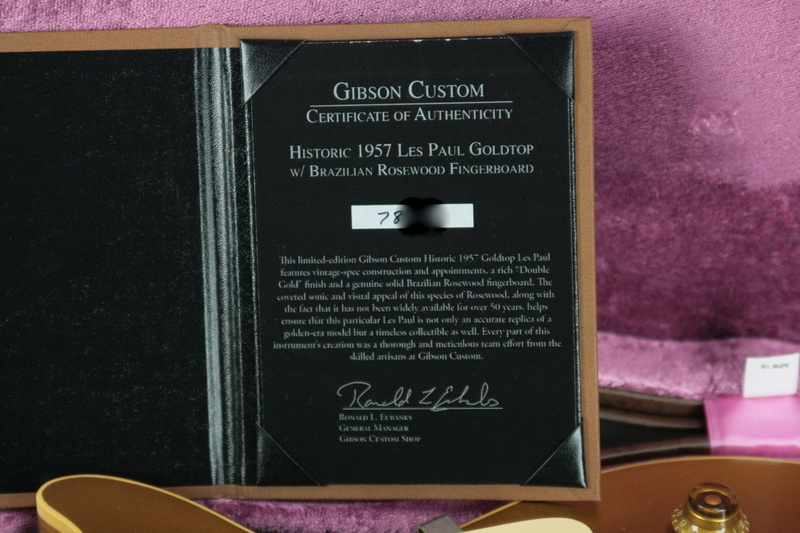 GIBSON CUSTOM
CERTIFICATE OF AUTHENTICITY
HISTORIC 1957 LES PAUL GOLDTOP
W/ BRAZILIAN ROSEWOOD FINGERBOARD
78
This limited-edition Gibson Custom Historic 1957 Goldtop Les Paul
features vintage-spec construction and appointments, a rich "Double
Gold" finish and a genuine solid Brazilian Rosewood fingerboard. The
coveted sonic and visual appeal of this species of Rosewood, along with
the fact that it has not been widely available for over 50 years, helps
ensure that this particular Les Paul is not only an accurate replica of a
golden-era model but a timeless collectible as well. Every part of this
instrument's creation was a thorough and meticulous team effort from the
skilled artisans at Gibson Custom.
Ronald L Eubanks
RONALD L. EUBANKS
GENERAL MANAGER
GIBSON CUSTOM SHOP